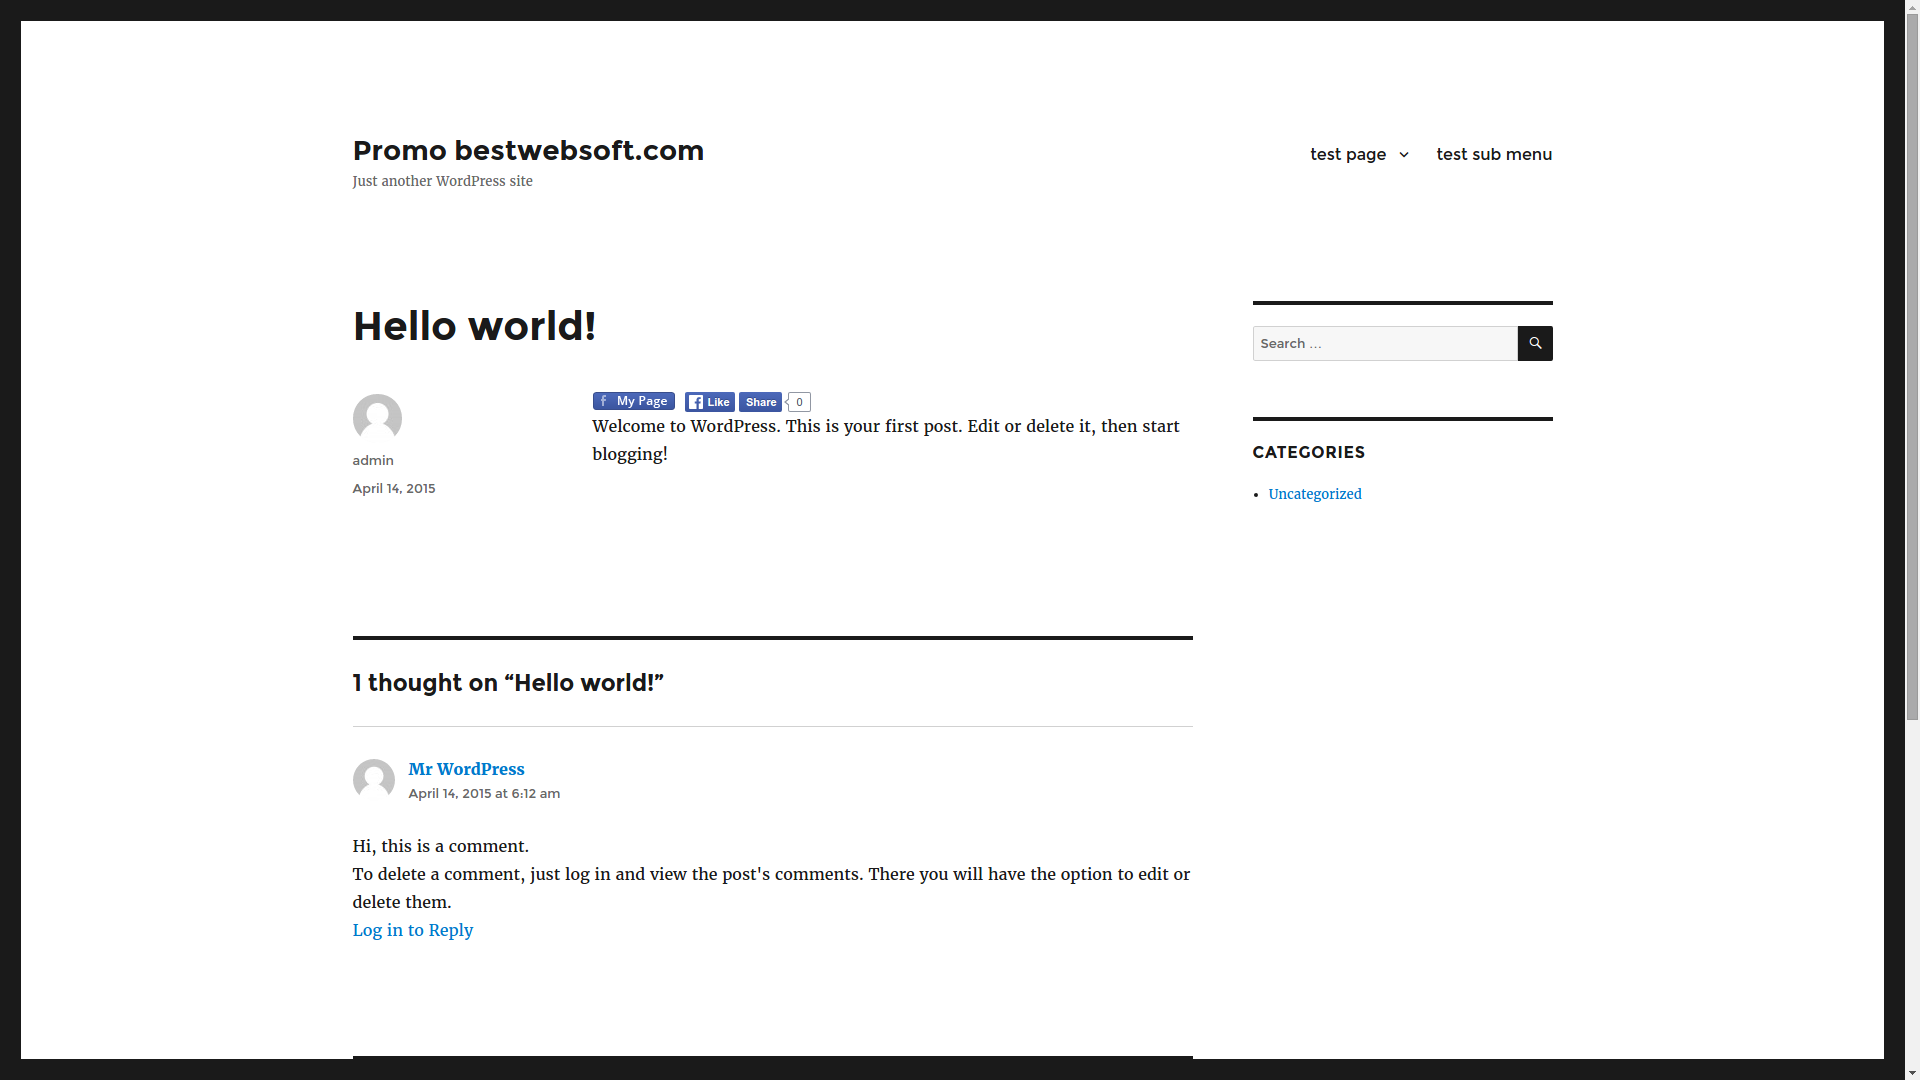 Promo bestwebsoft.com
Just another WordPress site
test page
test sub menu
Hello world!
admin
April 14, 2015
My Page
Like
Share
0
Welcome to WordPress. This is your first post. Edit or delete it, then start
blogging!
Search ...
CATEGORIES
Uncategorized
1 thought on “Hello world!”
Mr WordPress
April 14, 2015 at 6:12 am
Hi, this is a comment.
To delete a comment, just log in and view the post's comments. There you will have the option to edit or
delete them.
Log in to Reply